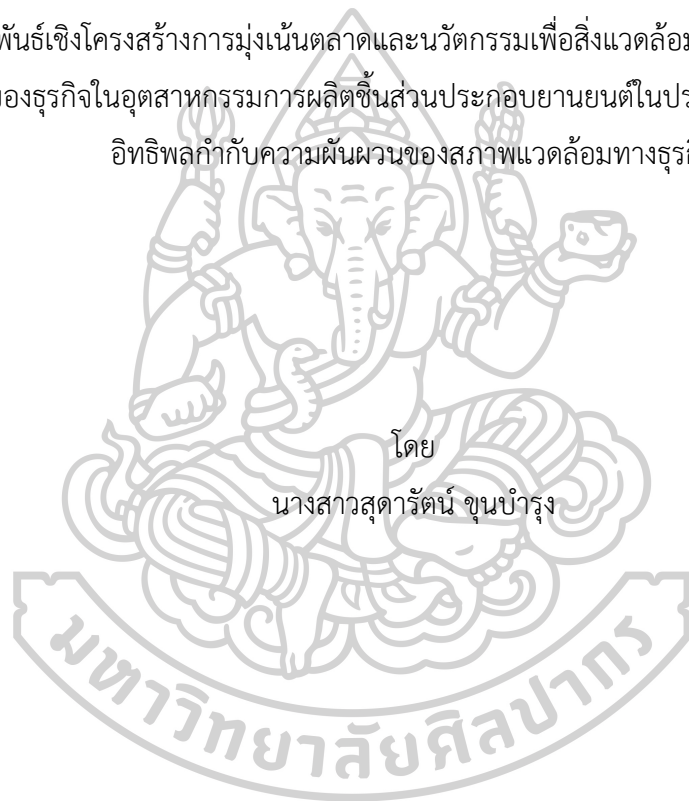 พันธ์เชิงโครงสร้างการมุ่งเน้นตลาดและนวัตกรรมเพื่อสิ่งแวดล้อม
ของธุรกิจในอุตสาหกรรมการผลิตชิ้นส่วนประกอบยานยนต์ในประ
อิทธิพลกำกับความผันผวนของสภาพแวดล้อมทางธุรกิ
โดย
นางสาวสุดารัตน์ ขุนบำรุง
มหาวิทยาลัยศิลปากร